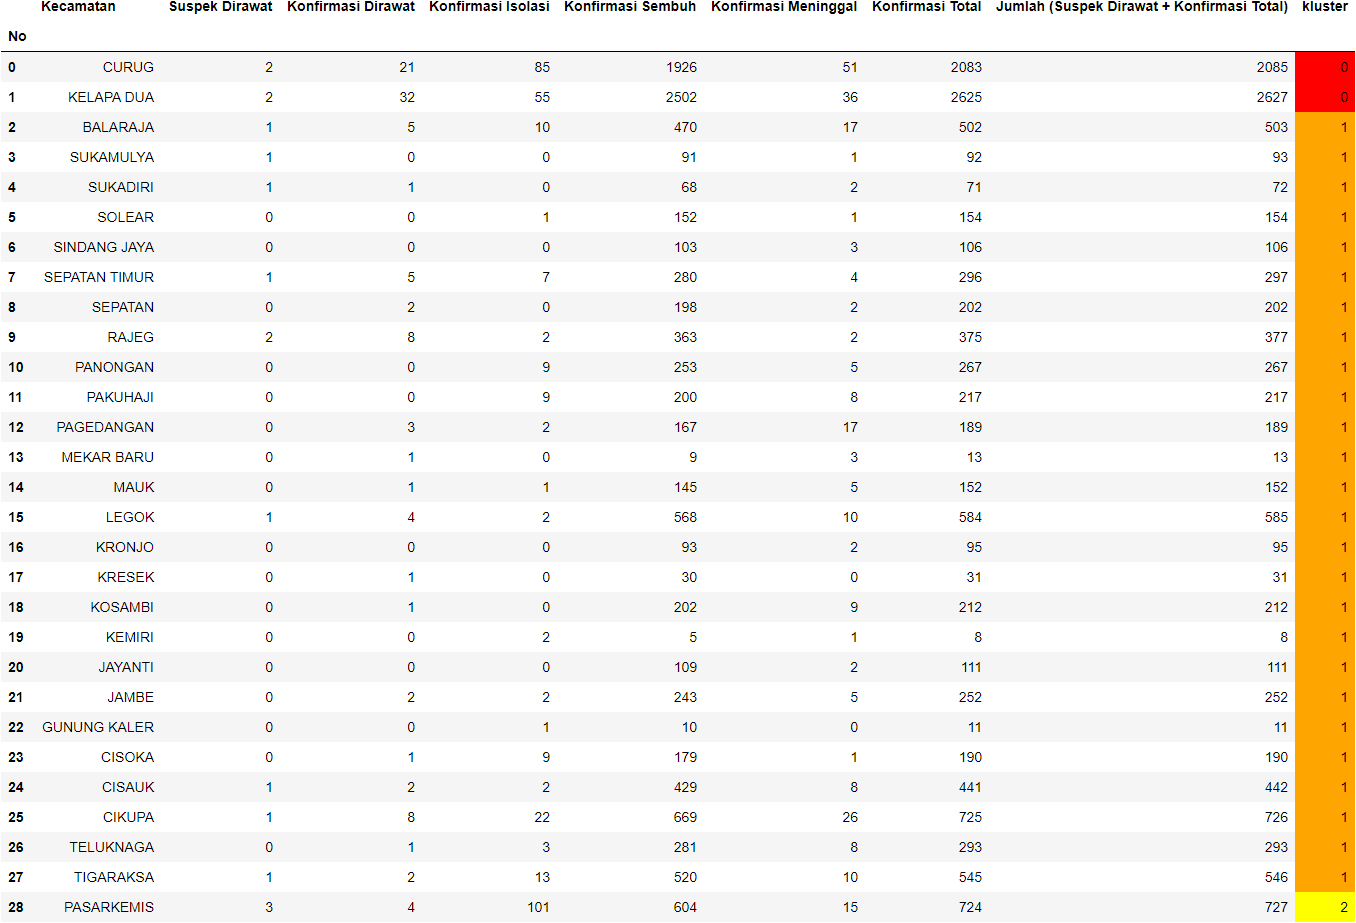 Kecamatan Suspek Dirawat Konfirmasi Dirawat Konfirmasi Isolasi Konfirmasi Sembuh Konfirmasi Meninggal Konfirmasi Total Jumlah (Suspek Dirawat + Konfirmasi Total) kluster
No
0 CURUG 2 21 85 1926 51 2083 2085 0
1 KELAPA DUA 2 32 55 2502 36 2625 2627 0
2 BALARAJA 1 5 10 470 17 502 503 1
3 SUKAMULYA 1 0 0 91 1 92 93 1
4 SUKADIRI 1 1 0 68 2 71 72 1
5 SOLEAR 0 0 1 152 1 154 154 1
6 SINDANG JAYA 0 0 0 103 3 106 106 1
7 SEPATAN TIMUR 1 5 7 280 4 296 297 1
8 SEPATAN 0 2 0 198 2 202 202 1
9 RAJEG 2 8 2 363 2 375 377 1
10 PANONGAN 0 0 9 253 5 267 267 1
11 PAKUHAJI 0 0 9 200 8 217 217 1
12 PAGEDANGAN 0 3 2 167 17 189 189 1
13 MEKAR BARU 0 1 0 9 3 13 13 1
14 MAUK 0 1 1 145 5 152 152 1
15 LEGOK 1 4 2 568 10 584 585 1
16 KRONJO 0 0 0 93 2 95 95 1
17 KRESEK 0 1 0 30 0 31 31 1
18 KOSAMBI 0 1 0 202 9 212 212 1
19 KEMIRI 0 0 2 5 1 8 8 1
20 JAYANTI 0 0 0 109 2 111 111 1
21 JAMBE 0 2 2 243 5 252 252 1
22 GUNUNG KALER 0 0 1 10 0 11 11 1
23 CISOKA 0 1 9 179 1 190 190 1
24 CISAUK 1 2 2 429 8 441 442 1
25 CIKUPA 1 8 22 669 26 725 726 1
26 TELUKNAGA 0 1 3 281 8 293 293 1
27 TIGARAKSA 1 2 13 520 10 545 546 1
28 PASARKEMIS 3 4 101 604 15 724 727 2